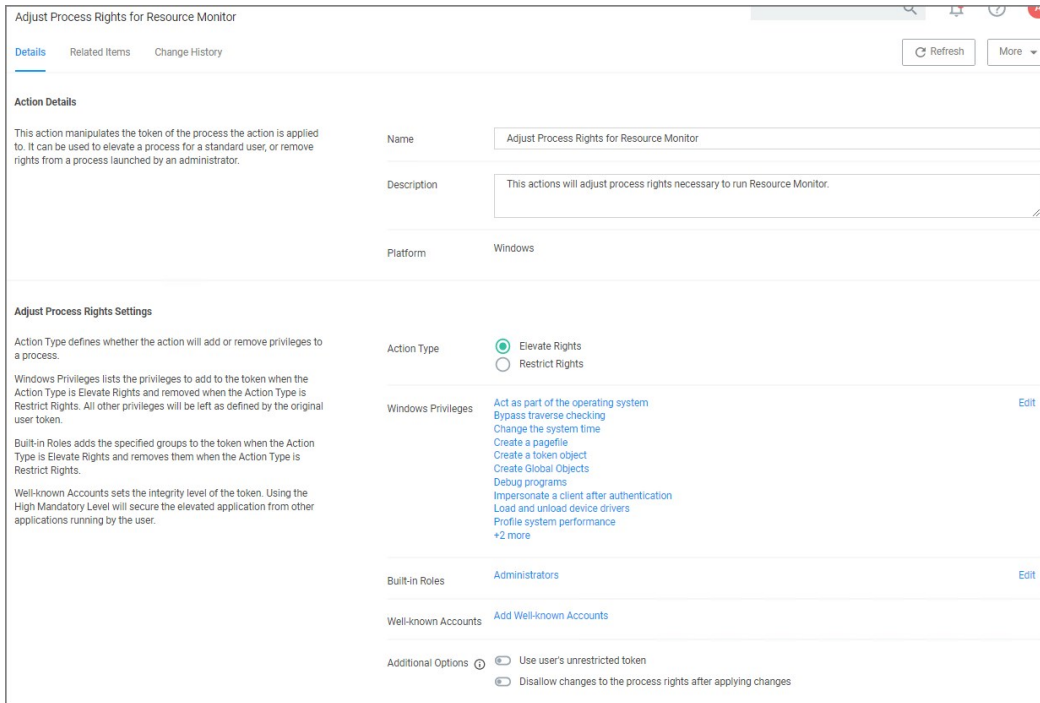 Adjust Process Rights for Resource Monitor
Details Related Items Change History
Refresh More
Action Details
This action manipulates the token of the process the action is applied
to. It can be used to elevate a process for a standard user, or remove
rights from a process launched by an administrator.
Name Adjust Process Rights for Resource Monitor
Description This actions will adjust process rights necessary to run Resource Monitor.
Platform Windows
Adjust Process Rights Settings
Action Type defines whether the action will add or remove privileges to
a process.
Windows Privileges lists the privileges to add to the token when the
Action Type is Elevate Rights and removed when the Action Type is
Restrict Rights. All other privileges will be left as defined by the original
user token.
Built-in Roles adds the specified groups to the token when the Action
Type is Elevate Rights and removes them when the Action Type is
Restrict Rights.
Well-known Accounts sets the integrity level of the token. Using the
High Mandatory Level will secure the elevated application from other
applications running by the user.
Action Type Elevate Rights
Restrict Rights
Windows Privileges Act as part of the operating system Edit
Bypass traverse checking
Change the system time
Create a pagefile
Create a token object
Create Global Objects
Debug programs
Impersonate a client after authentication
Load and unload device drivers
Profile system performance
+2 more
Built-in Roles Administrators Edit
Well-known Accounts Add Well-known Accounts
Additional Options Use user's unrestricted token
Disallow changes to the process rights after applying changes